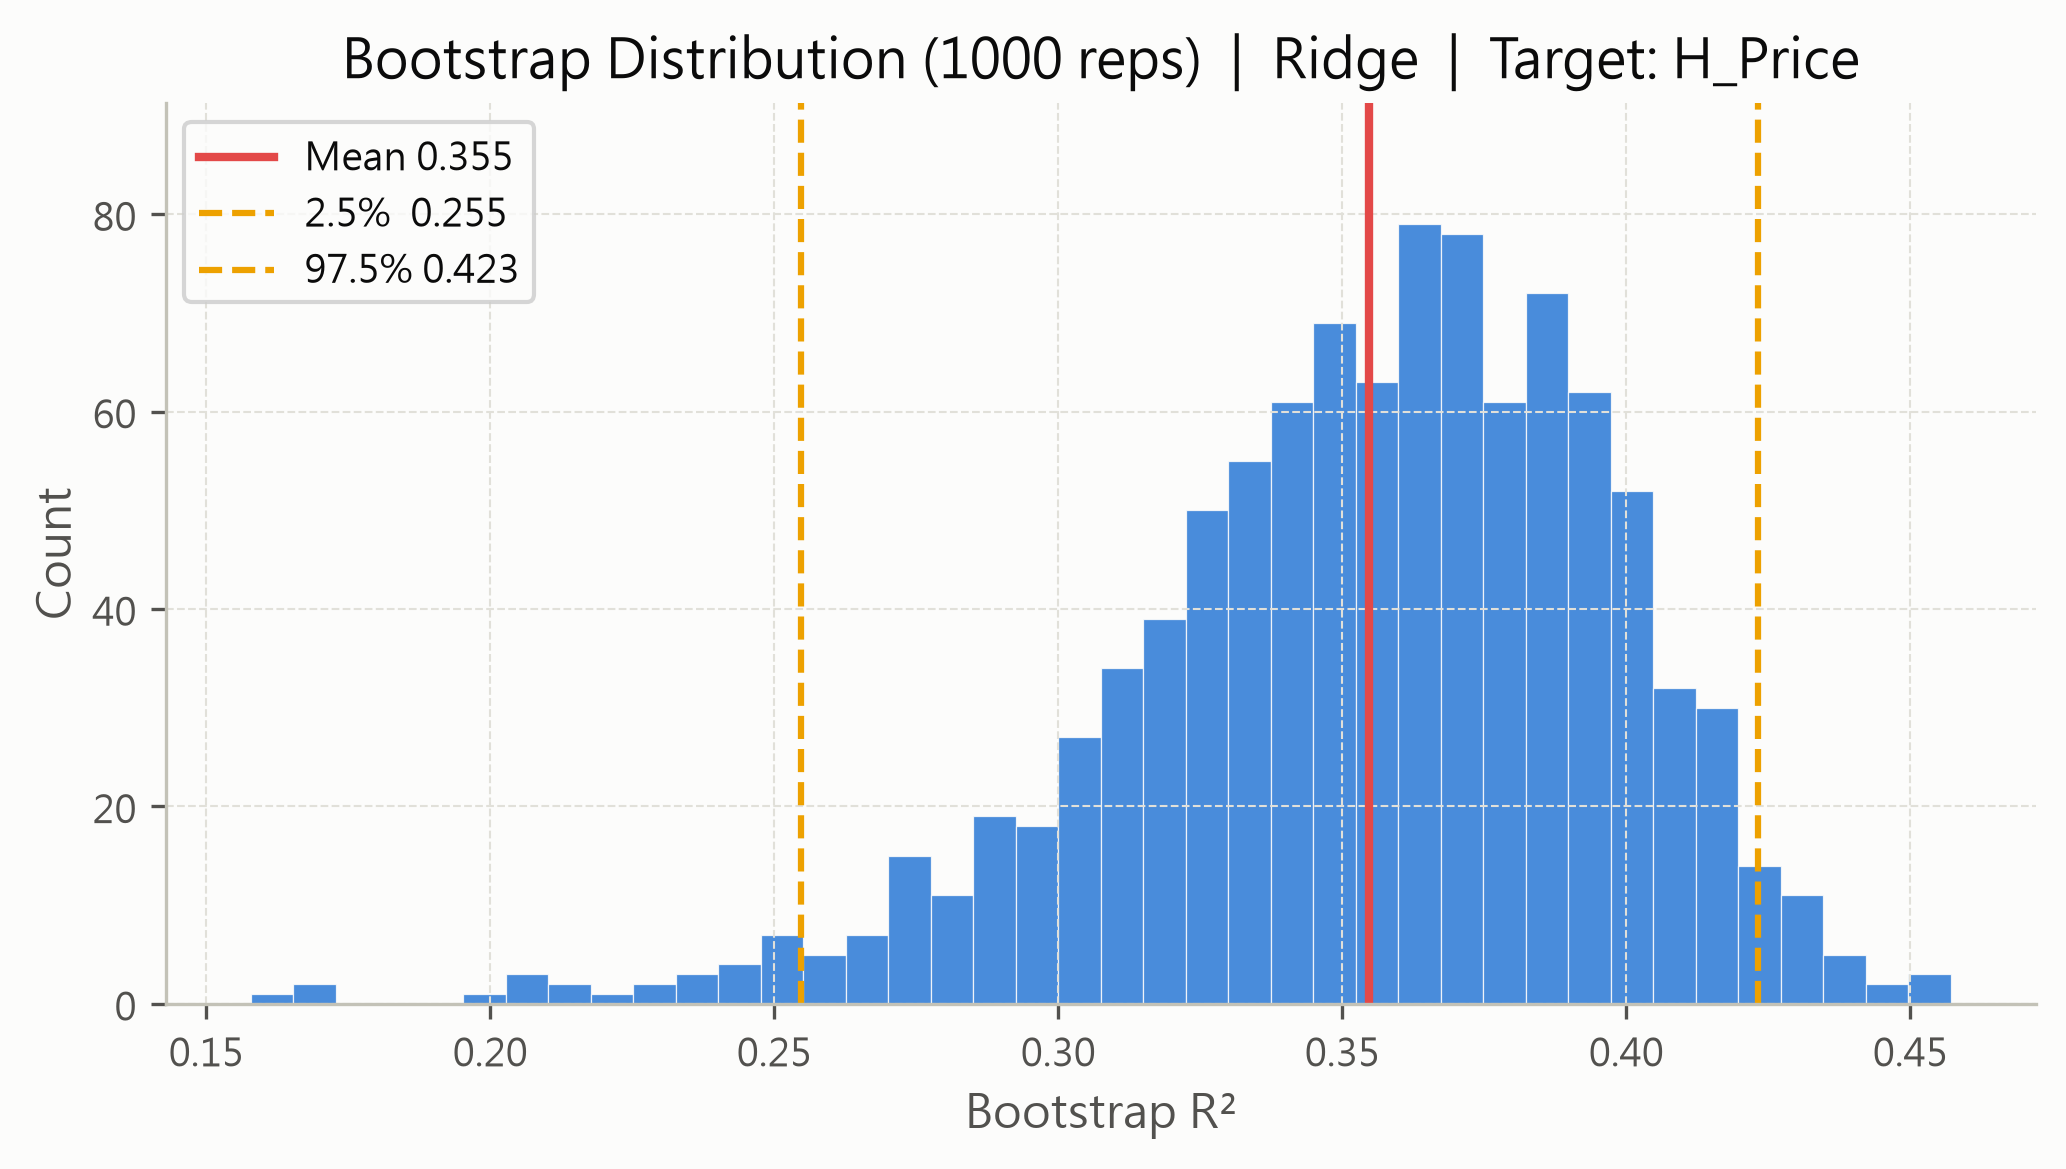 Bootstrap Distribution (1000 reps) | Ridge | Target: H_Price
Mean 0.355
2.5%  0.255
97.5% 0.423
Count
80
60
40
20
0
0.15 0.20 0.25 0.30 0.35 0.40 0.45
Bootstrap R²